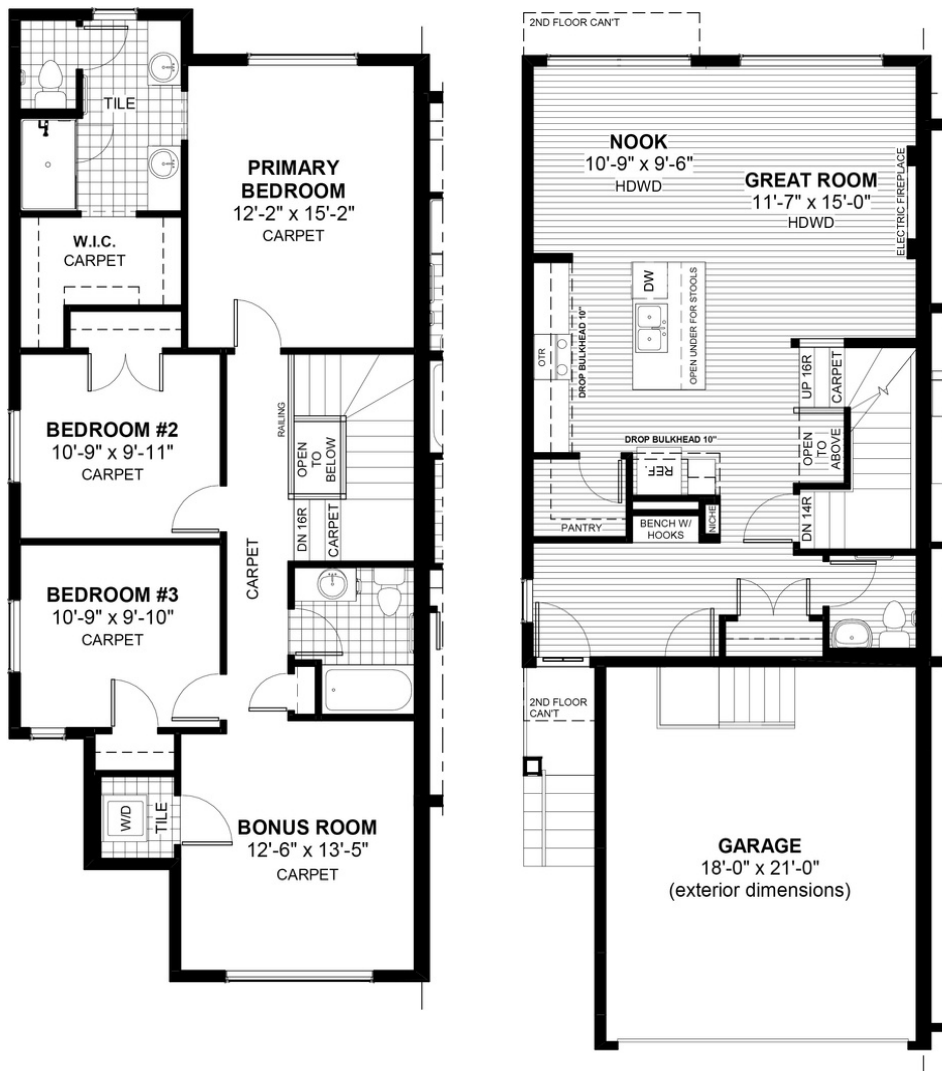 TILE
PRIMARY
BEDROOM
12'-2" x 15'-2"
CARPET
W.I.C.
CARPET
BEDROOM #2
10'-9" x 9'-11"
CARPET
RAILING
OPEN
TO
BELOW
DN 16R
CARPET
CARPET
BEDROOM #3
10'-9" x 9'-10"
CARPET
W/D
TILE
BONUS ROOM
12'-6" x 13'-5"
CARPET
2ND FLOOR CAN'T
NOOK
10'-9" x 9'-6"
HDWD
GREAT ROOM
11'-7" x 15'-0"
HDWD
ELECTRIC FIREPLACE
DW
OPEN UNDER FOR STOOLS
OTR
DROP BULKHEAD 10"
UP 16R
CARPET
DROP BULKHEAD 10"
REF.
OPEN
TO
ABOVE
PANTRY
BENCH W/
HOOKS
NICHE
DN 14R
2ND FLOOR
CAN'T
GARAGE
18'-0" x 21'-0"
(exterior dimensions)